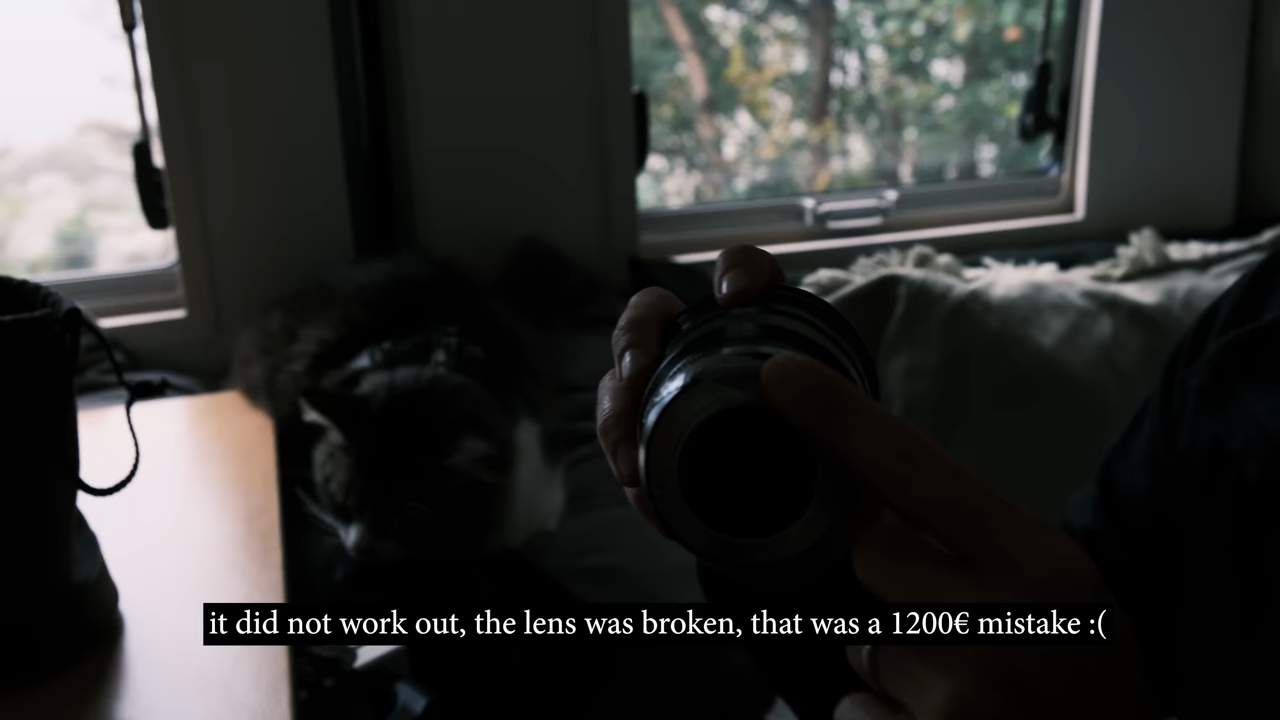 it did not work out, the lens was broken, that was a 1200€ mistake :(